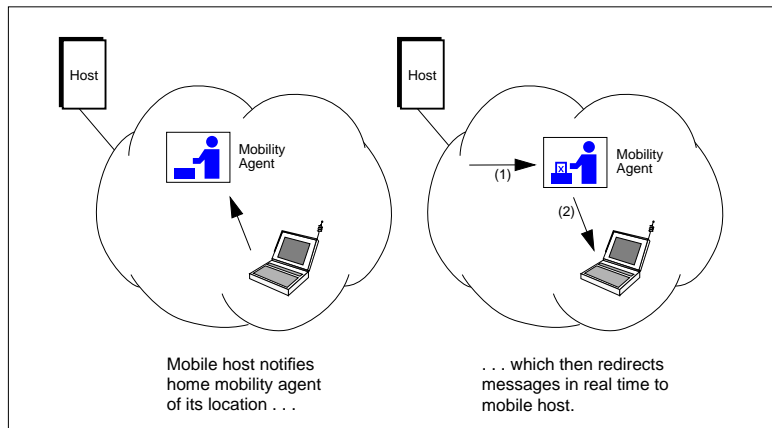 Host
Mobility
Agent
Mobile host notifies
home mobility agent
of its location . . .
Host
(1)
X
Mobility
Agent
(2)
. . . which then redirects
messages in real time to
mobile host.